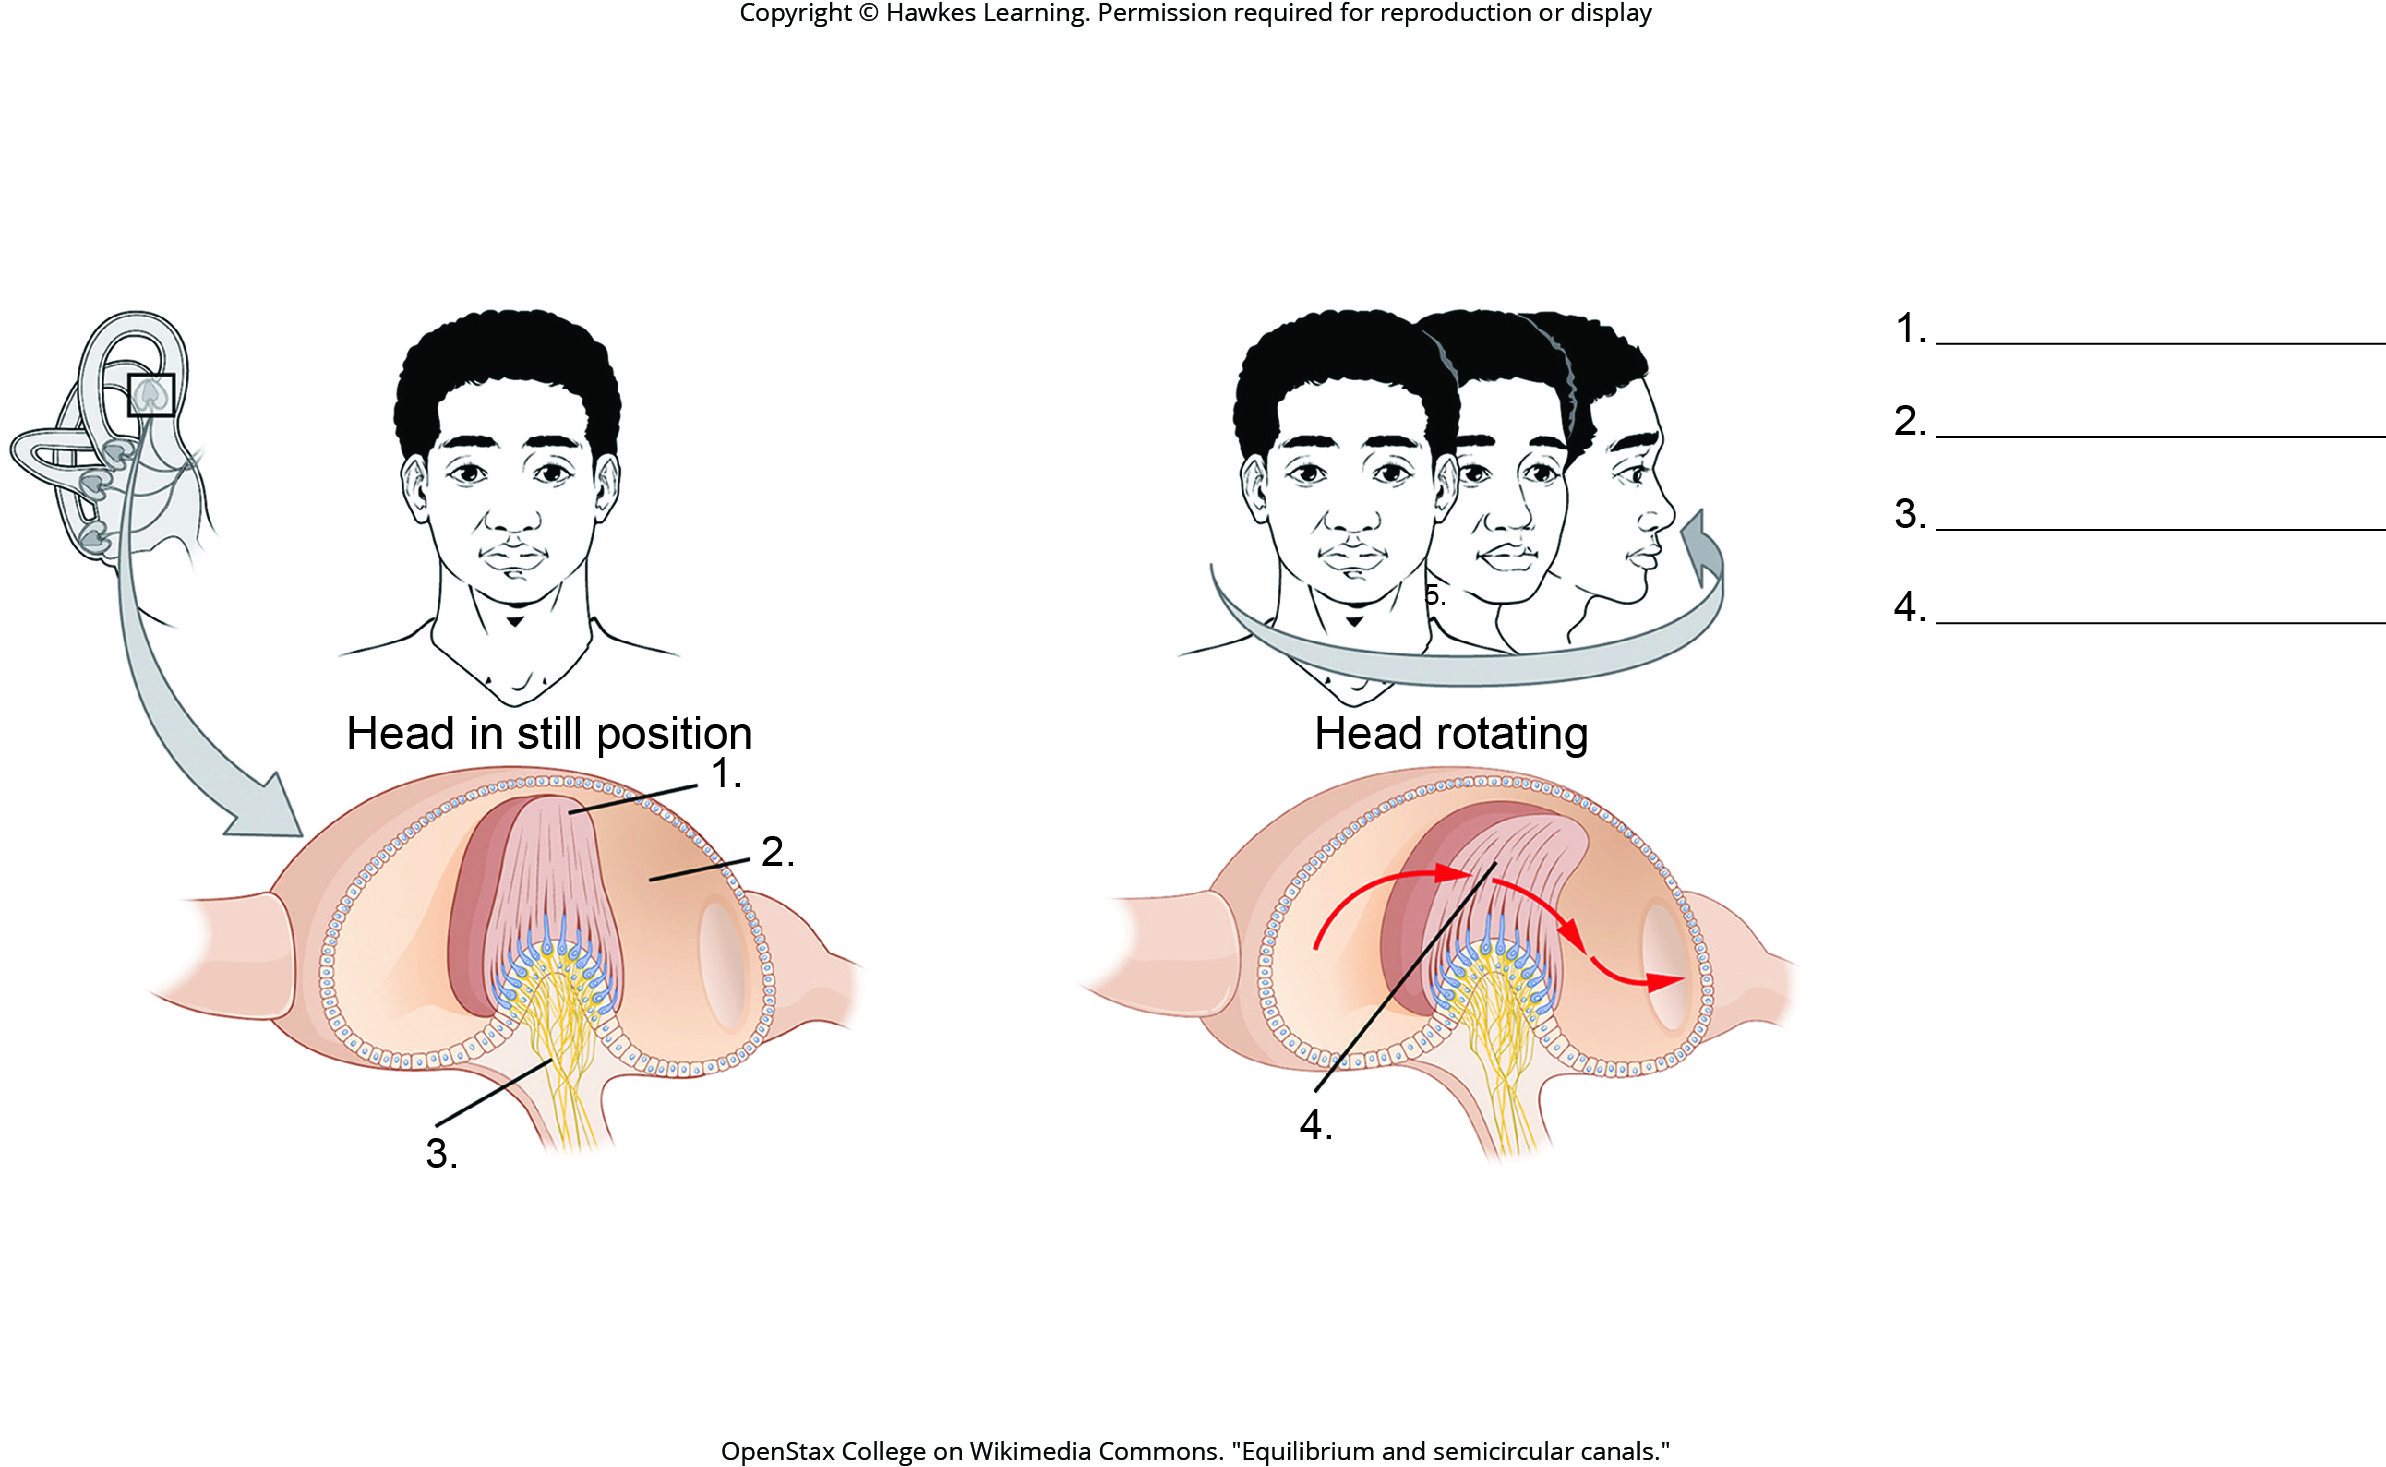 Copyright © Hawkes Learning. Permission required for reproduction or display
5.
Head in still position
Head rotating
1.
2.
3.
4.
1.
2.
3.
4.
OpenStax College on Wikimedia Commons. "Equilibrium and semicircular canals."